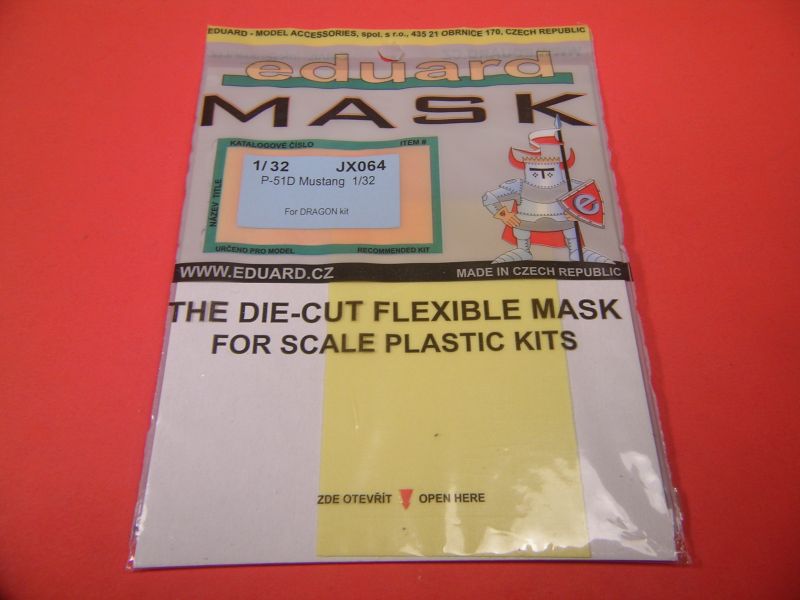 EDUARD - MODEL ACCESSORIES, spol. s r.o., 435 21 OBRNICE 170, CZECH REPUBLIC
eduard
MASK
KATALOGOVÉ ČÍSLO ITEM #
1/32 JX064
P-51D Mustang 1/32
For DRAGON kit
NÁZEV TITLE
URČENO PRO MODEL RECOMMENDED KIT
e
WWW.EDUARD.CZ MADE IN CZECH REPUBLIC
THE DIE-CUT FLEXIBLE MASK
FOR SCALE PLASTIC KITS
ZDE OTEVŘÍT OPEN HERE